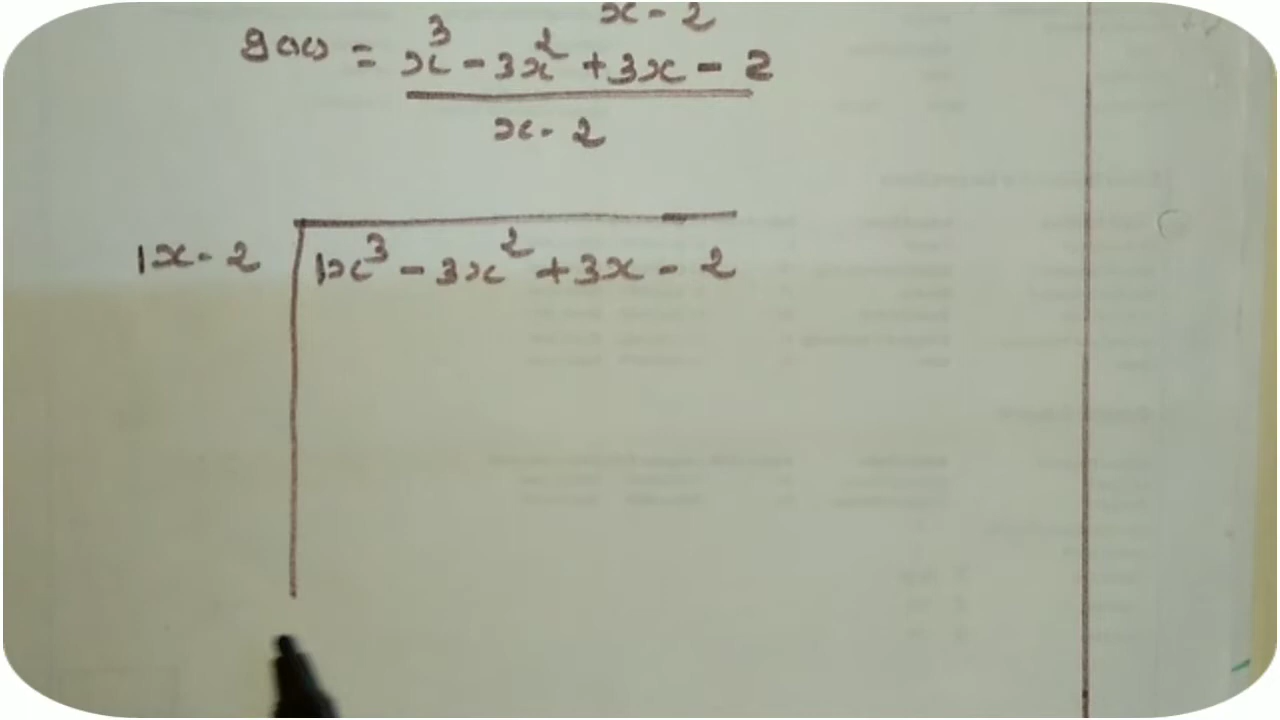 x - 2
g(x) = x³ - 3x² + 3x - 2
x - 2
1x - 2
1x³ - 3x² + 3x - 2